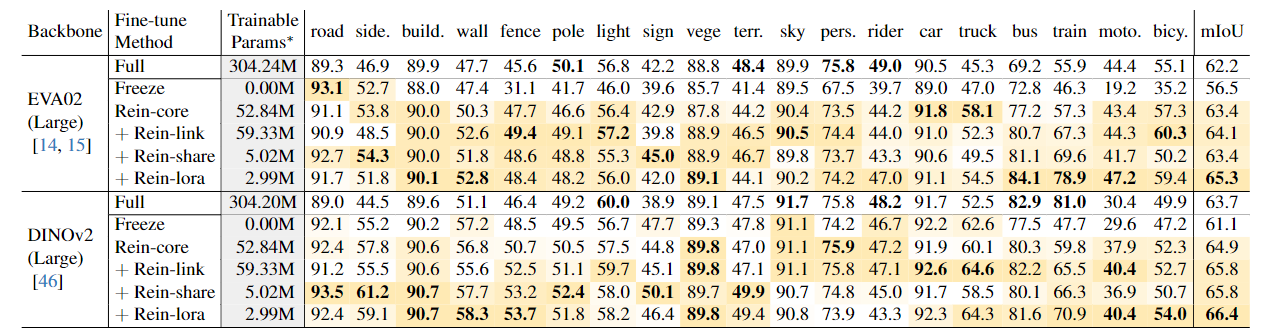 Backbone Fine-tune Method Trainable Params* road side. build. wall fence pole light sign vege terr. sky pers. rider car truck bus train moto. bicy. mIoU
EVA02 (Large) [14, 15]
Full 304.24M 89.3 46.9 89.9 47.7 45.6 50.1 56.8 42.2 88.8 48.4 89.9 75.8 49.0 90.5 45.3 69.2 55.9 44.4 55.1 62.2
Freeze 0.00M 93.1 52.7 88.0 47.4 31.1 41.7 46.0 39.6 85.7 41.4 89.5 67.5 39.7 89.0 47.0 72.8 46.3 19.2 35.2 56.5
Rein-core 52.84M 91.1 53.8 90.0 50.3 47.7 46.6 56.4 42.9 87.8 44.2 90.4 73.5 44.2 91.8 58.1 77.2 57.3 43.4 57.3 63.4
+ Rein-link 59.33M 90.9 48.5 90.0 52.6 49.4 49.1 57.2 39.8 88.9 46.5 90.5 74.4 44.0 91.0 52.3 80.7 67.3 44.3 60.3 64.1
+ Rein-share 5.02M 92.7 54.3 90.0 51.8 48.6 48.8 55.3 45.0 88.9 46.7 89.8 73.7 43.3 90.6 49.5 81.1 69.6 41.7 50.2 63.4
+ Rein-lora 2.99M 91.7 51.8 90.1 52.8 48.4 48.2 56.0 42.0 89.1 44.1 90.2 74.2 47.0 91.1 54.5 84.1 78.9 47.2 59.4 65.3
DINOv2 (Large) [46]
Full 304.20M 89.0 44.5 89.6 51.1 46.4 49.2 60.0 38.9 89.1 47.5 91.7 75.8 48.2 91.7 52.5 82.9 81.0 30.4 49.9 63.7
Freeze 0.00M 92.1 55.2 90.2 57.2 48.5 49.5 56.7 47.7 89.3 47.8 91.1 74.2 46.7 92.2 62.6 77.5 47.7 29.6 47.2 61.1
Rein-core 52.84M 92.4 57.8 90.6 56.8 50.7 50.5 57.5 44.8 89.8 47.0 91.1 75.9 47.2 91.9 60.1 80.3 59.8 37.9 52.3 64.9
+ Rein-link 59.33M 91.2 55.5 90.6 55.6 52.5 51.1 59.7 45.1 89.8 47.1 91.1 75.8 47.1 92.6 64.6 82.2 65.5 40.4 52.7 65.8
+ Rein-share 5.02M 93.5 61.2 90.7 57.7 53.2 52.4 58.0 50.1 89.7 49.9 90.7 74.8 45.0 91.7 58.5 80.1 66.3 36.9 50.7 65.8
+ Rein-lora 2.99M 92.4 59.1 90.7 58.3 53.7 51.8 58.2 46.4 89.8 49.4 90.8 73.9 43.3 92.3 64.3 81.6 70.9 40.4 54.0 66.4